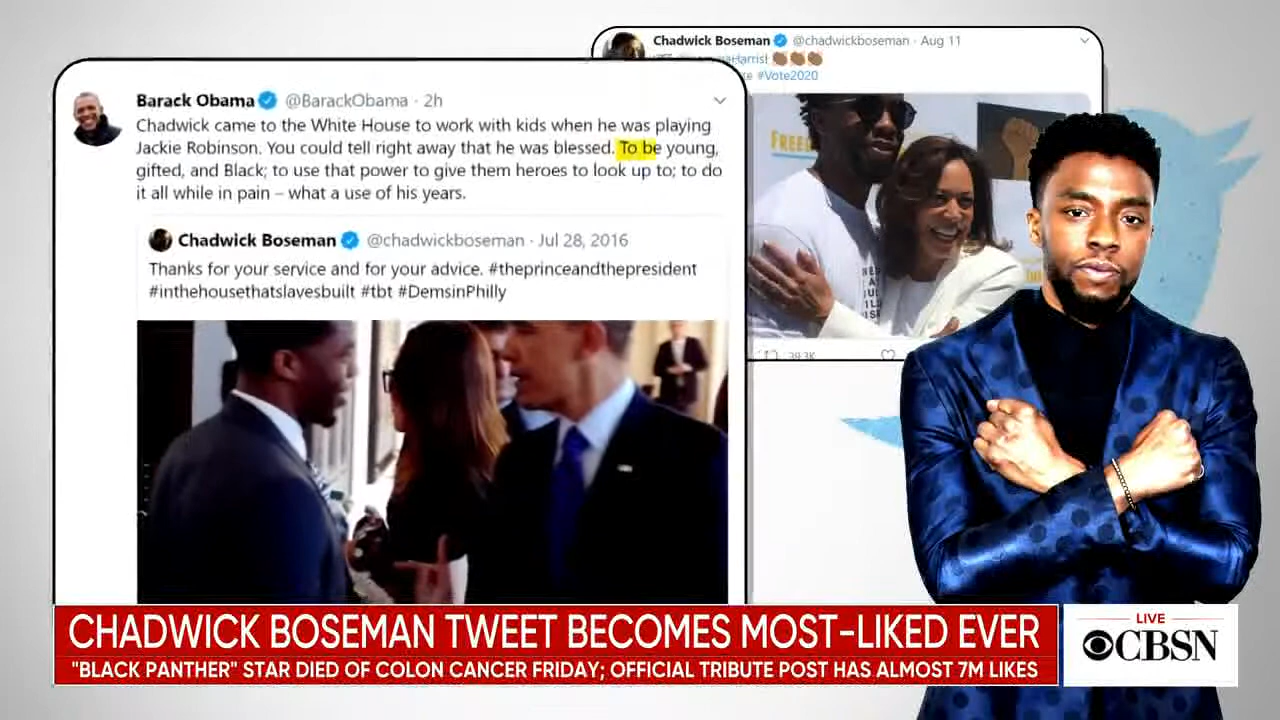 Chadwick Boseman @chadwickboseman · Aug 11
#Vote2020
Barack Obama @BarackObama · 2h
Chadwick came to the White House to work with kids when he was playing
Jackie Robinson. You could tell right away that he was blessed. To be young,
gifted, and Black; to use that power to give them heroes to look up to; to do
it all while in pain – what a use of his years.
Chadwick Boseman @chadwickboseman · Jul 28, 2016
Thanks for your service and for your advice. #theprinceandthepresident
#inthehousethatslavesbuilt #tbt #DemsinPhilly
CHADWICK BOSEMAN TWEET BECOMES MOST-LIKED EVER
"BLACK PANTHER" STAR DIED OF COLON CANCER FRIDAY; OFFICIAL TRIBUTE POST HAS ALMOST 7M LIKES
LIVE
CBSN